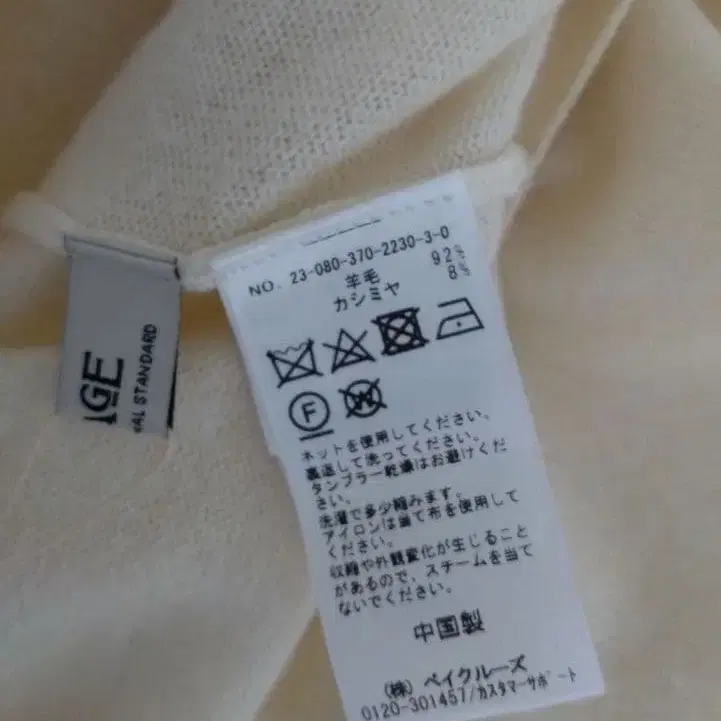 NO. 23-080-370-2230-3-0
羊毛 92%
カシミヤ 8%
F
W
ネットを使用してください。
裏返して洗ってください。
タンブラー乾燥はお避けくだ
さい。
洗濯で多少縮みます。
アイロンは当て布を使用して
ください。
収縮や外観変化が生じること
があるので、スチームを当て
ないでください。
中国製
(株) ベイクルーズ
0120-301457/カスタマーサポート
GE
AL STANDARD